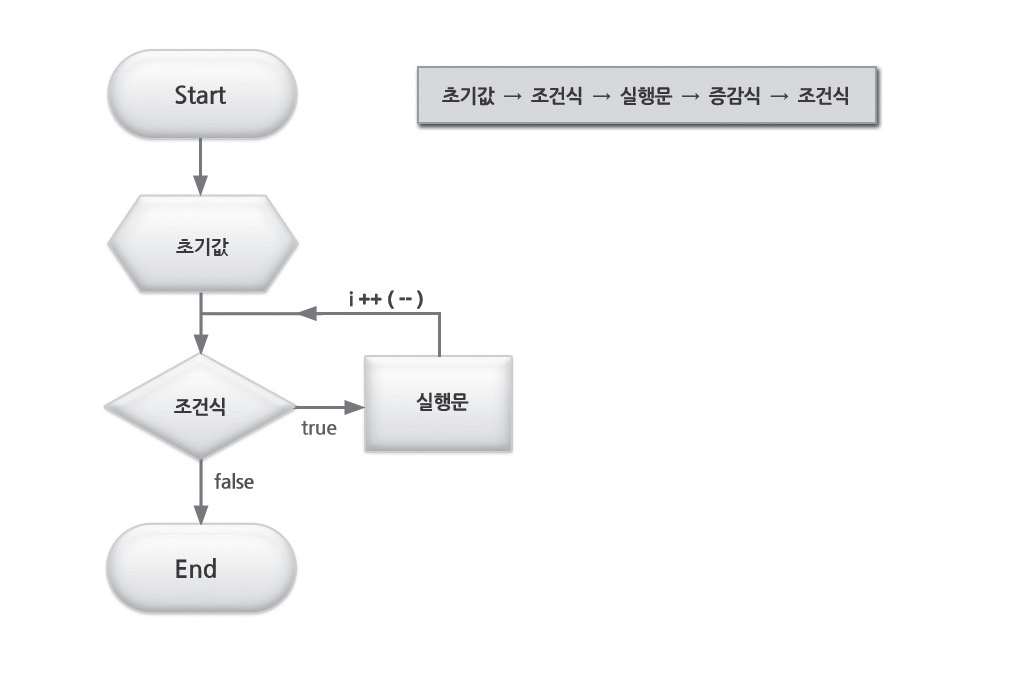 Start
초기값 → 조건식 → 실행문 → 증감식 → 조건식
초기값
i ++ ( -- )
조건식
실행문
true
false
End